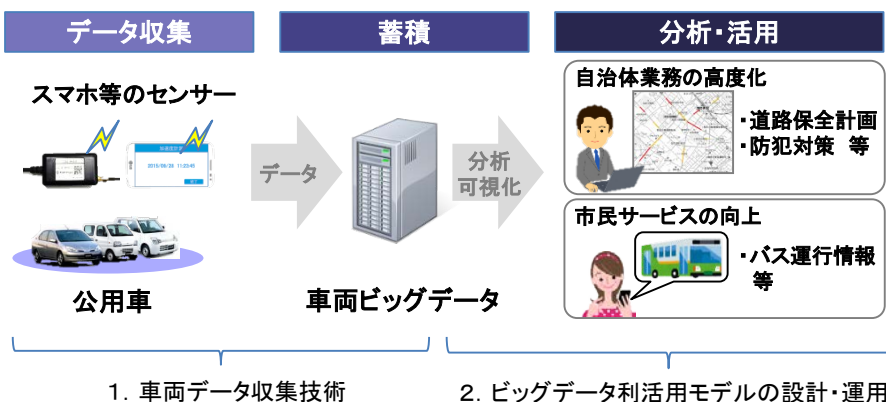 データ収集
蓄積
分析・活用
スマホ等のセンサー
データ
分析
可視化
自治体業務の高度化
・道路保全計画
・防犯対策 等
市民サービスの向上
・バス運行情報
等
公用車
車両ビッグデータ
1. 車両データ収集技術
2. ビッグデータ利活用モデルの設計・運用